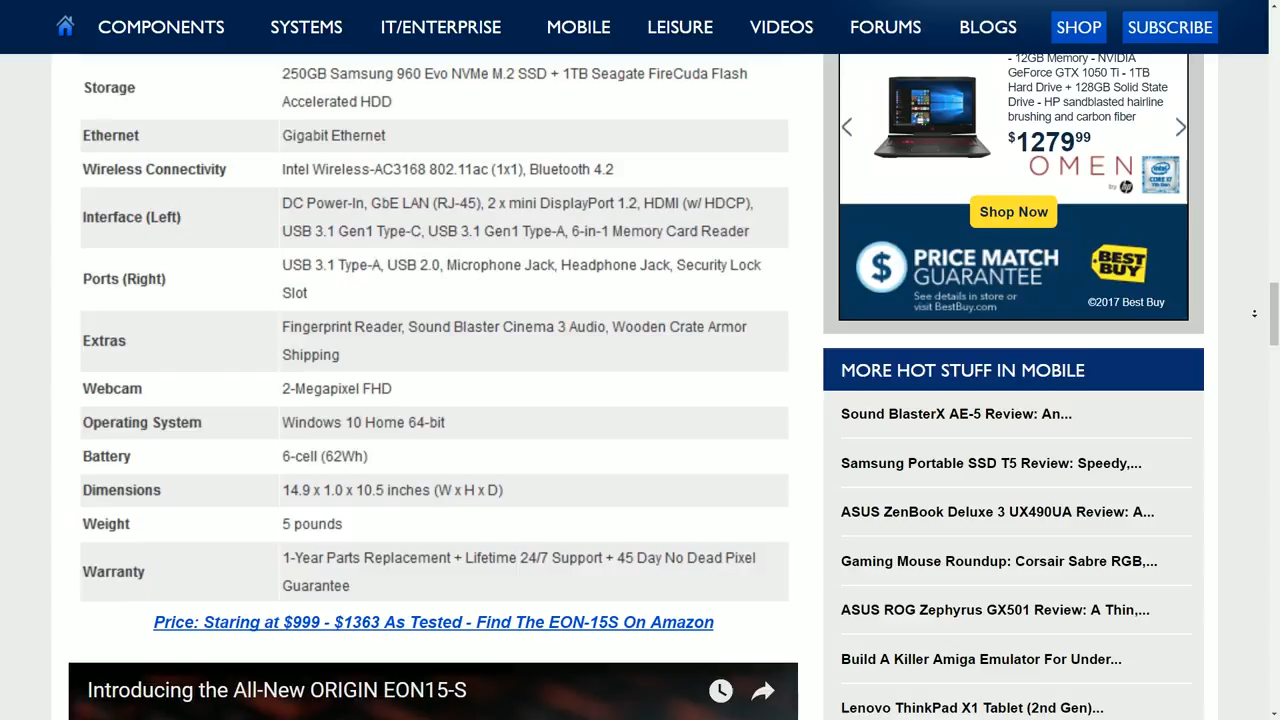 COMPONENTS SYSTEMS IT/ENTERPRISE MOBILE LEISURE VIDEOS FORUMS BLOGS SHOP SUBSCRIBE
Storage
250GB Samsung 960 Evo NVMe M.2 SSD + 1TB Seagate FireCuda Flash
Accelerated HDD
Ethernet Gigabit Ethernet
Wireless Connectivity Intel Wireless-AC3168 802.11ac (1x1), Bluetooth 4.2
Interface (Left)
DC Power-In, GbE LAN (RJ-45), 2 x mini DisplayPort 1.2, HDMI (w/ HDCP),
USB 3.1 Gen1 Type-C, USB 3.1 Gen1 Type-A, 6-in-1 Memory Card Reader
Ports (Right)
USB 3.1 Type-A, USB 2.0, Microphone Jack, Headphone Jack, Security Lock
Slot
Extras
Fingerprint Reader, Sound Blaster Cinema 3 Audio, Wooden Crate Armor
Shipping
Webcam 2-Megapixel FHD
Operating System Windows 10 Home 64-bit
Battery 6-cell (62Wh)
Dimensions 14.9 x 1.0 x 10.5 inches (W x H x D)
Weight 5 pounds
Warranty
1-Year Parts Replacement + Lifetime 24/7 Support + 45 Day No Dead Pixel
Guarantee
Price: Staring at $999 - $1363 As Tested - Find The EON-15S On Amazon
Introducing the All-New ORIGIN EON15-S
- 12GB Memory - NVIDIA
GeForce GTX 1050 Ti - 1TB
Hard Drive + 128GB Solid State
Drive - HP sandblasted hairline
brushing and carbon fiber
$1279.99
OMEN
by hp
intel CORE i7 7th Gen
Shop Now
$ PRICE MATCH
GUARANTEE
See details in store or
visit BestBuy.com
BEST BUY
©2017 Best Buy
MORE HOT STUFF IN MOBILE
Sound BlasterX AE-5 Review: An...
Samsung Portable SSD T5 Review: Speedy,...
ASUS ZenBook Deluxe 3 UX490UA Review: A...
Gaming Mouse Roundup: Corsair Sabre RGB,...
ASUS ROG Zephyrus GX501 Review: A Thin,...
Build A Killer Amiga Emulator For Under...
Lenovo ThinkPad X1 Tablet (2nd Gen)...